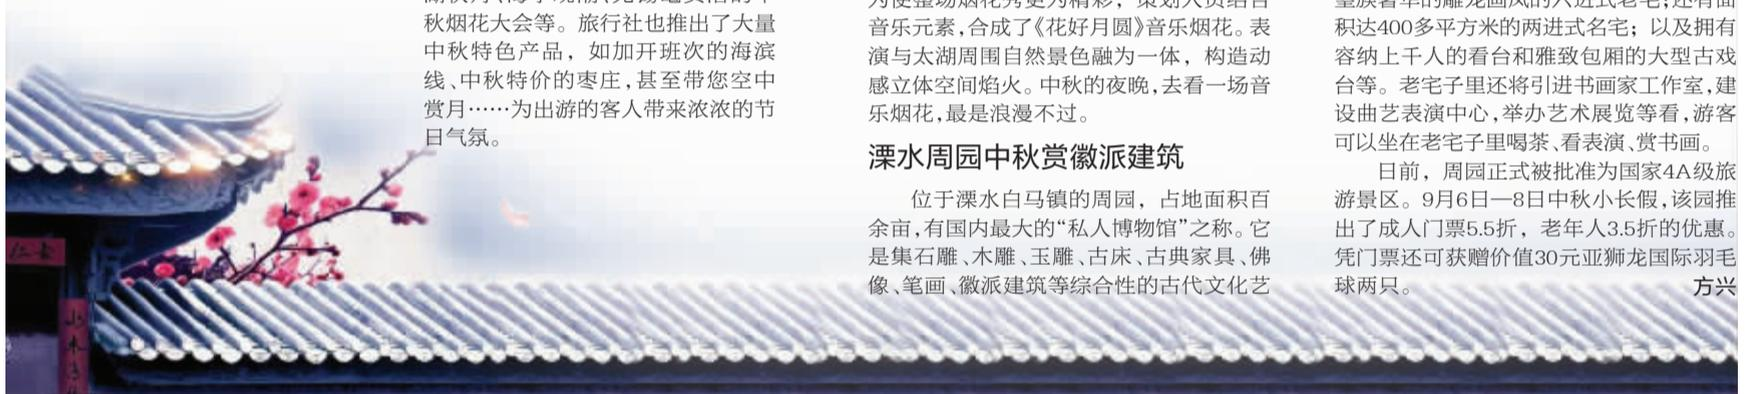 秋烟花大会等。旅行社也推出了大量
中秋特色产品，如加开班次的海滨
线、中秋特价的枣庄，甚至带您空中
赏月……为出游的客人带来浓浓的节
日气氛。
音乐元素，合成了《花好月圆》音乐烟花。表
演与太湖周围自然景色融为一体，构造动
感立体空间焰火。中秋的夜晚，去看一场音
乐烟花，最是浪漫不过。
溧水周园中秋赏徽派建筑
位于溧水白马镇的周园，占地面积百
余亩，有国内最大的“私人博物馆”之称。它
是集石雕、木雕、玉雕、古床、古典家具、佛
像、笔画、徽派建筑等综合性的古代文化艺
积达400多平方米的两进式名宅；以及拥有
容纳上千人的看台和雅致包厢的大型古戏
台等。老宅子里还将引进书画家工作室，建
设曲艺表演中心，举办艺术展览等看，游客
可以坐在老宅子里喝茶、看表演、赏书画。
日前，周园正式被批准为国家4A级旅
游景区。9月6日—8日中秋小长假，该园推
出了成人门票5.5折，老年人3.5折的优惠。
凭门票还可获赠价值30元亚狮龙国际羽毛
球两只。
方兴